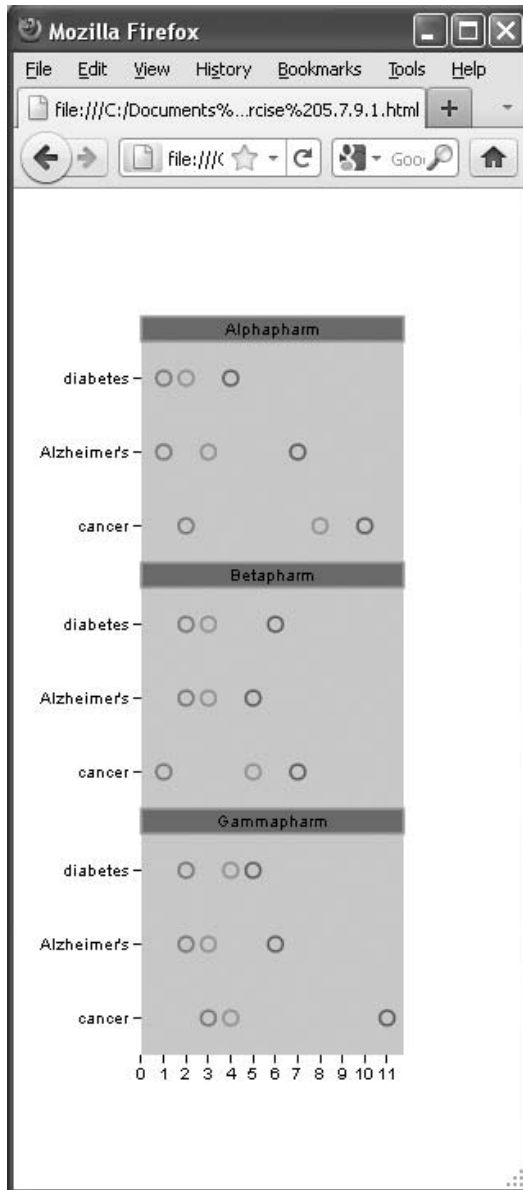 Mozilla Firefox
File Edit View History Bookmarks Tools Help
file:///C:/Documents%...rcise%205.7.9.1.html
file:///C Goo
Alphapharm
diabetes
Alzheimer's
cancer
Betapharm
diabetes
Alzheimer's
cancer
Gammapharm
diabetes
Alzheimer's
cancer
0 1 2 3 4 5 6 7 8 9 10 11